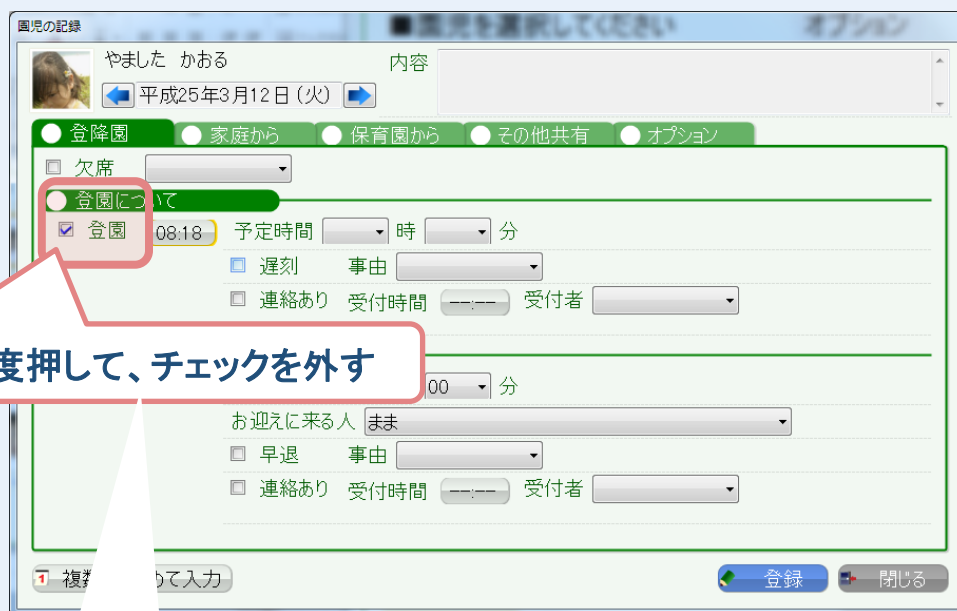 園児の記録
■園児を選択してください オプション
やました かおる
内容
平成25年3月12日(火)
登降園 家庭から 保育園から その他共有 オプション
欠席
登園について
登園 08:18 予定時間 時 分
遅刻 事由
連絡あり 受付時間 --:-- 受付者
度押して、チェックを外す
00 分
お迎えに来る人 まま
早退 事由
連絡あり 受付時間 --:-- 受付者
1 複数 めて入力 登録 閉じる